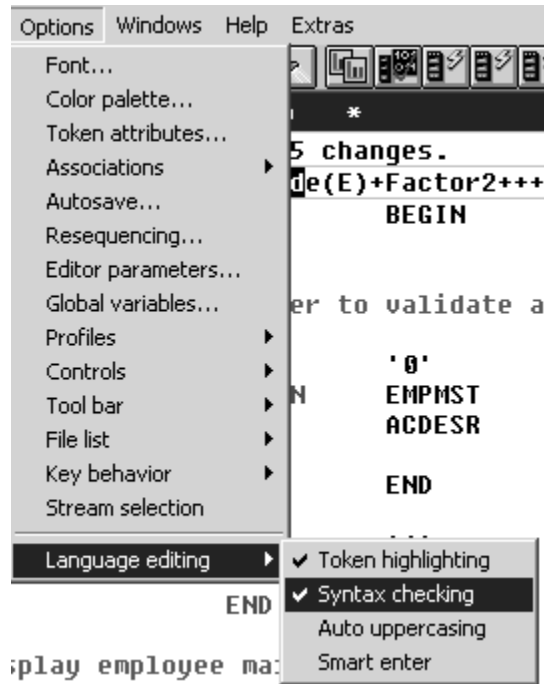 Options Windows Help Extras
Font...
Color palette...
Token attributes...
Associations
Autosave...
Resequencing...
Editor parameters...
Global variables...
Profiles
Controls
Tool bar
File list
Key behavior
Stream selection
Language editing
Token highlighting
Syntax checking
Auto uppercasing
Smart enter
*
5 changes.
de(E)+Factor2+++
BEGIN
er to validate a
'0'
N EMPMST
ACDESR
END
END
splay employee mai